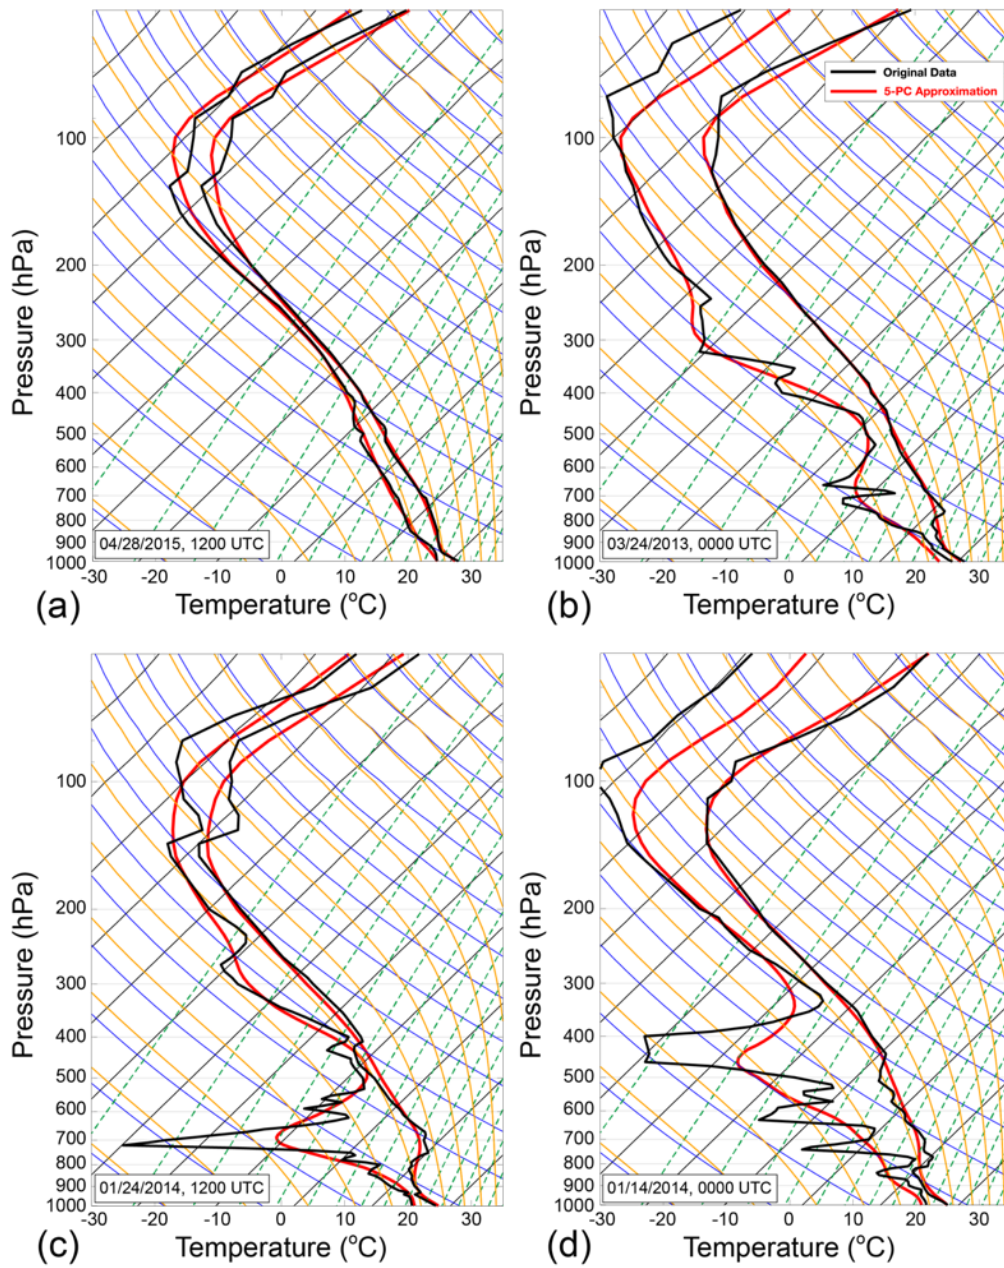 Original Data
5-PC Approximation
Pressure (hPa)
100
200
300
400
500
600
700
800
900
1000
04/28/2015, 1200 UTC
-30 -20 -10 0 10 20 30
(a) Temperature (°C)
Pressure (hPa)
100
200
300
400
500
600
700
800
900
1000
03/24/2013, 0000 UTC
-30 -20 -10 0 10 20 30
(b) Temperature (°C)
Pressure (hPa)
100
200
300
400
500
600
700
800
900
1000
01/24/2014, 1200 UTC
-30 -20 -10 0 10 20 30
(c) Temperature (°C)
Pressure (hPa)
100
200
300
400
500
600
700
800
900
1000
01/14/2014, 0000 UTC
-30 -20 -10 0 10 20 30
(d) Temperature (°C)